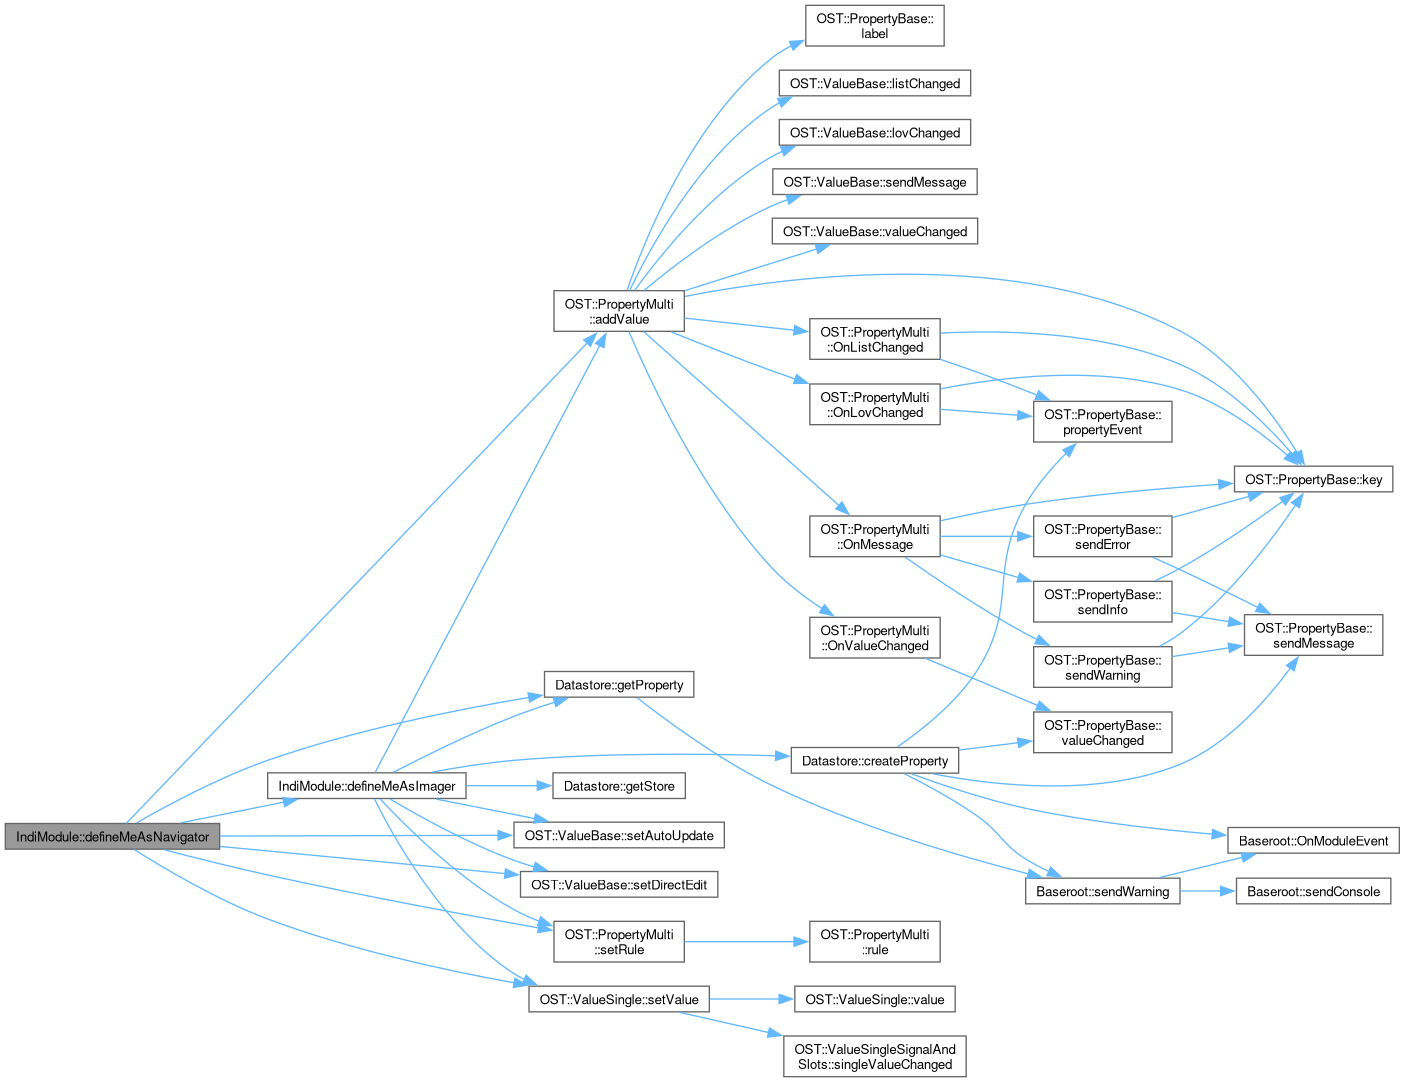 OST::PropertyBase::
label
OST::ValueBase::listChanged
OST::ValueBase::lovChanged
OST::ValueBase::sendMessage
OST::ValueBase::valueChanged
OST::PropertyMulti
::addValue
OST::PropertyMulti
::OnListChanged
OST::PropertyMulti
::OnLovChanged
OST::PropertyBase::
propertyEvent
OST::PropertyBase::key
OST::PropertyMulti
::OnMessage
OST::PropertyBase::
sendError
OST::PropertyBase::
sendInfo
OST::PropertyMulti
::OnValueChanged
OST::PropertyBase::
sendMessage
OST::PropertyBase::
sendWarning
Datastore::getProperty
OST::PropertyBase::
valueChanged
Datastore::createProperty
IndiModule::defineMeAsImager
Datastore::getStore
IndiModule::defineMeAsNavigator
OST::ValueBase::setAutoUpdate
Baseroot::OnModuleEvent
OST::ValueBase::setDirectEdit
Baseroot::sendWarning
Baseroot::sendConsole
OST::PropertyMulti
::setRule
OST::PropertyMulti
::rule
OST::ValueSingle::setValue
OST::ValueSingle::value
OST::ValueSingleSignalAnd
Slots::singleValueChanged